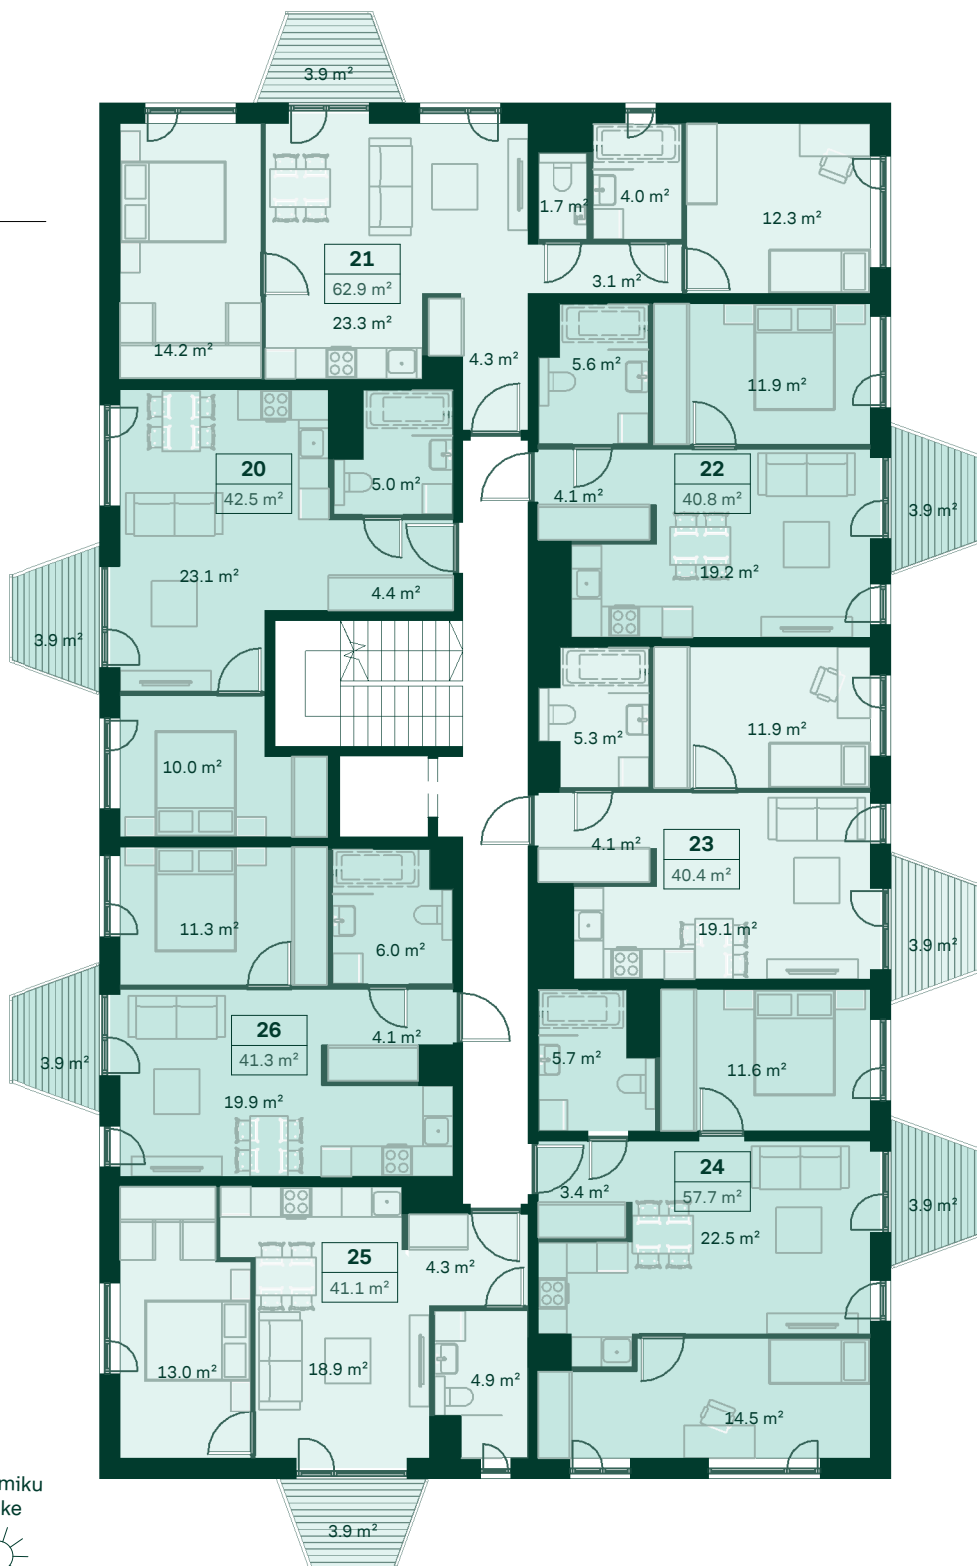 3.9 m²
4.0 m²
1.7 m²
12.3 m²
21
62.9 m²
3.1 m²
23.3 m²
14.2 m²
4.3 m²
5.6 m²
11.9 m²
20
42.5 m²
5.0 m²
22
40.8 m²
4.1 m²
3.9 m²
23.1 m²
19.2 m²
4.4 m²
3.9 m²
5.3 m²
11.9 m²
10.0 m²
23
40.4 m²
4.1 m²
11.3 m²
6.0 m²
19.1 m²
3.9 m²
26
41.3 m²
4.1 m²
5.7 m²
11.6 m²
3.9 m²
19.9 m²
24
57.7 m²
3.4 m²
3.9 m²
22.5 m²
25
41.1 m²
4.3 m²
13.0 m²
18.9 m²
4.9 m²
14.5 m²
miku
ke
3.9 m²